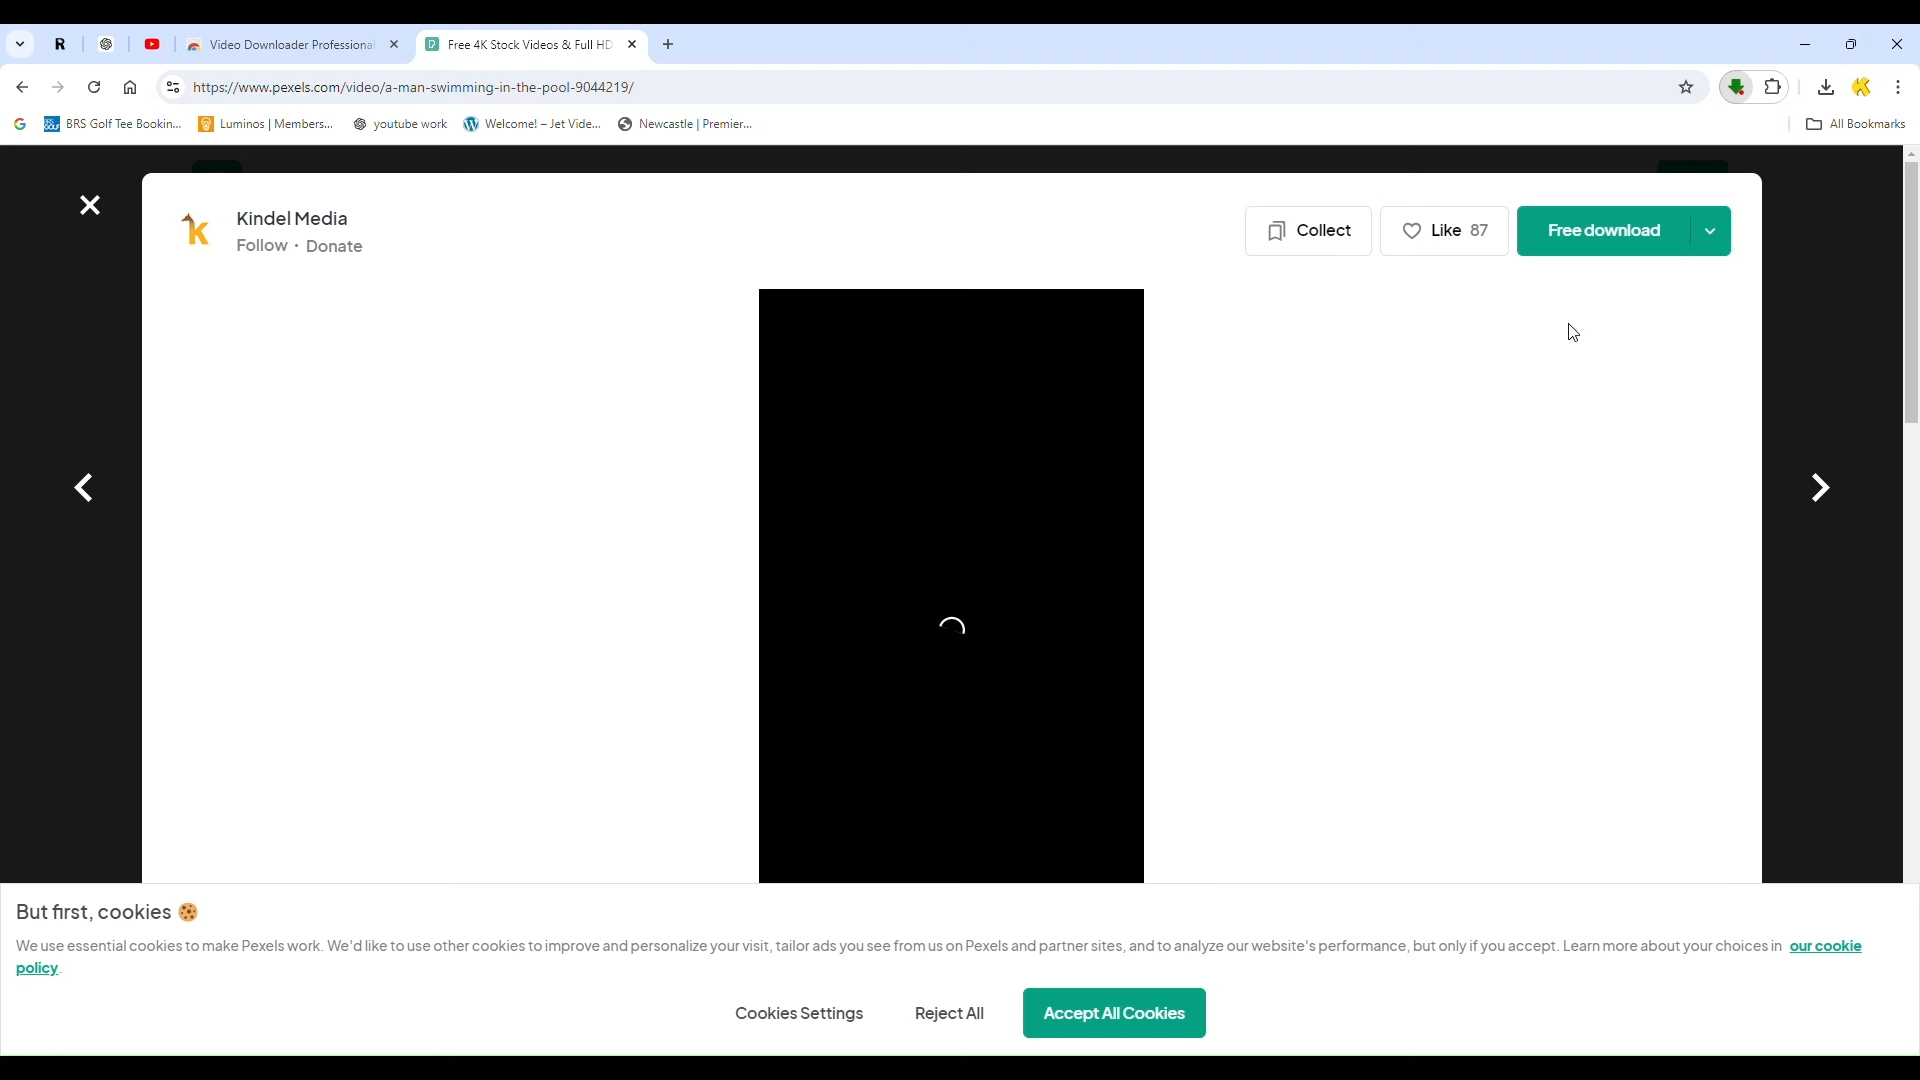 R
Video Downloader Professional
Free 4K Stock Videos & Full HD
https://www.pexels.com/video/a-man-swimming-in-the-pool-9044219/
BRS Golf Tee Bookin...
Luminos | Members...
youtube work
Welcome! – Jet Vide...
Newcastle | Premier...
All Bookmarks
k
Kindel Media
Follow • Donate
Collect
Like 87
Free download
But first, cookies
We use essential cookies to make Pexels work. We'd like to use other cookies to improve and personalize your visit, tailor ads you see from us on Pexels and partner sites, and to analyze our website's performance, but only if you accept. Learn more about your choices in our cookie
policy.
Cookies Settings
Reject All
Accept All Cookies